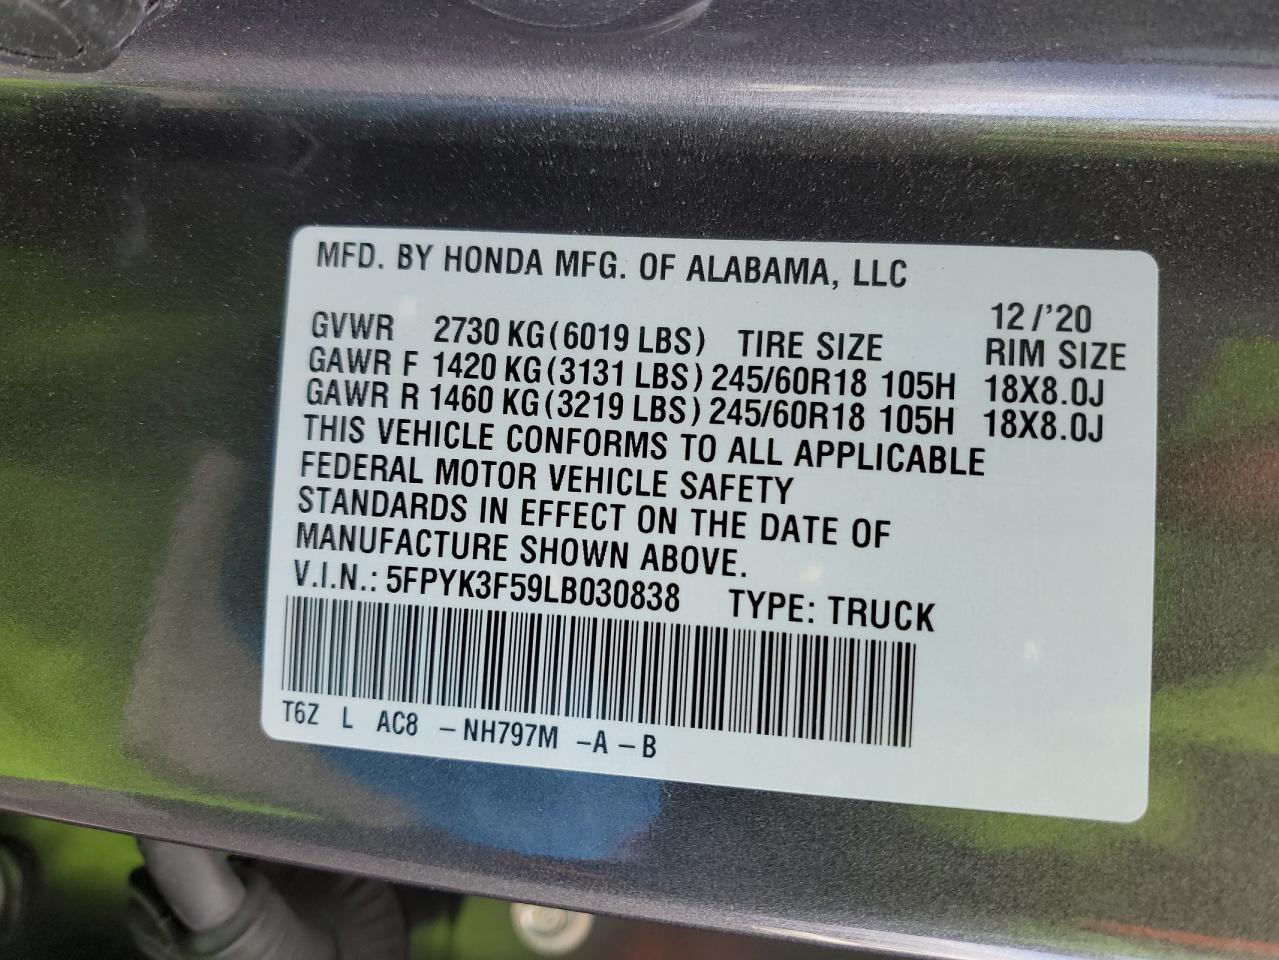 MFD. BY HONDA MFG. OF ALABAMA, LLC
12/'20
GVWR 2730 KG(6019 LBS) TIRE SIZE RIM SIZE
GAWR F 1420 KG(3131 LBS) 245/60R18 105H 18X8.0J
GAWR R 1460 KG(3219 LBS) 245/60R18 105H 18X8.0J
THIS VEHICLE CONFORMS TO ALL APPLICABLE
FEDERAL MOTOR VEHICLE SAFETY
STANDARDS IN EFFECT ON THE DATE OF
MANUFACTURE SHOWN ABOVE.
V.I.N.: 5FPYK3F59LB030838 TYPE: TRUCK
T6Z L AC8 -NH797M -A-B